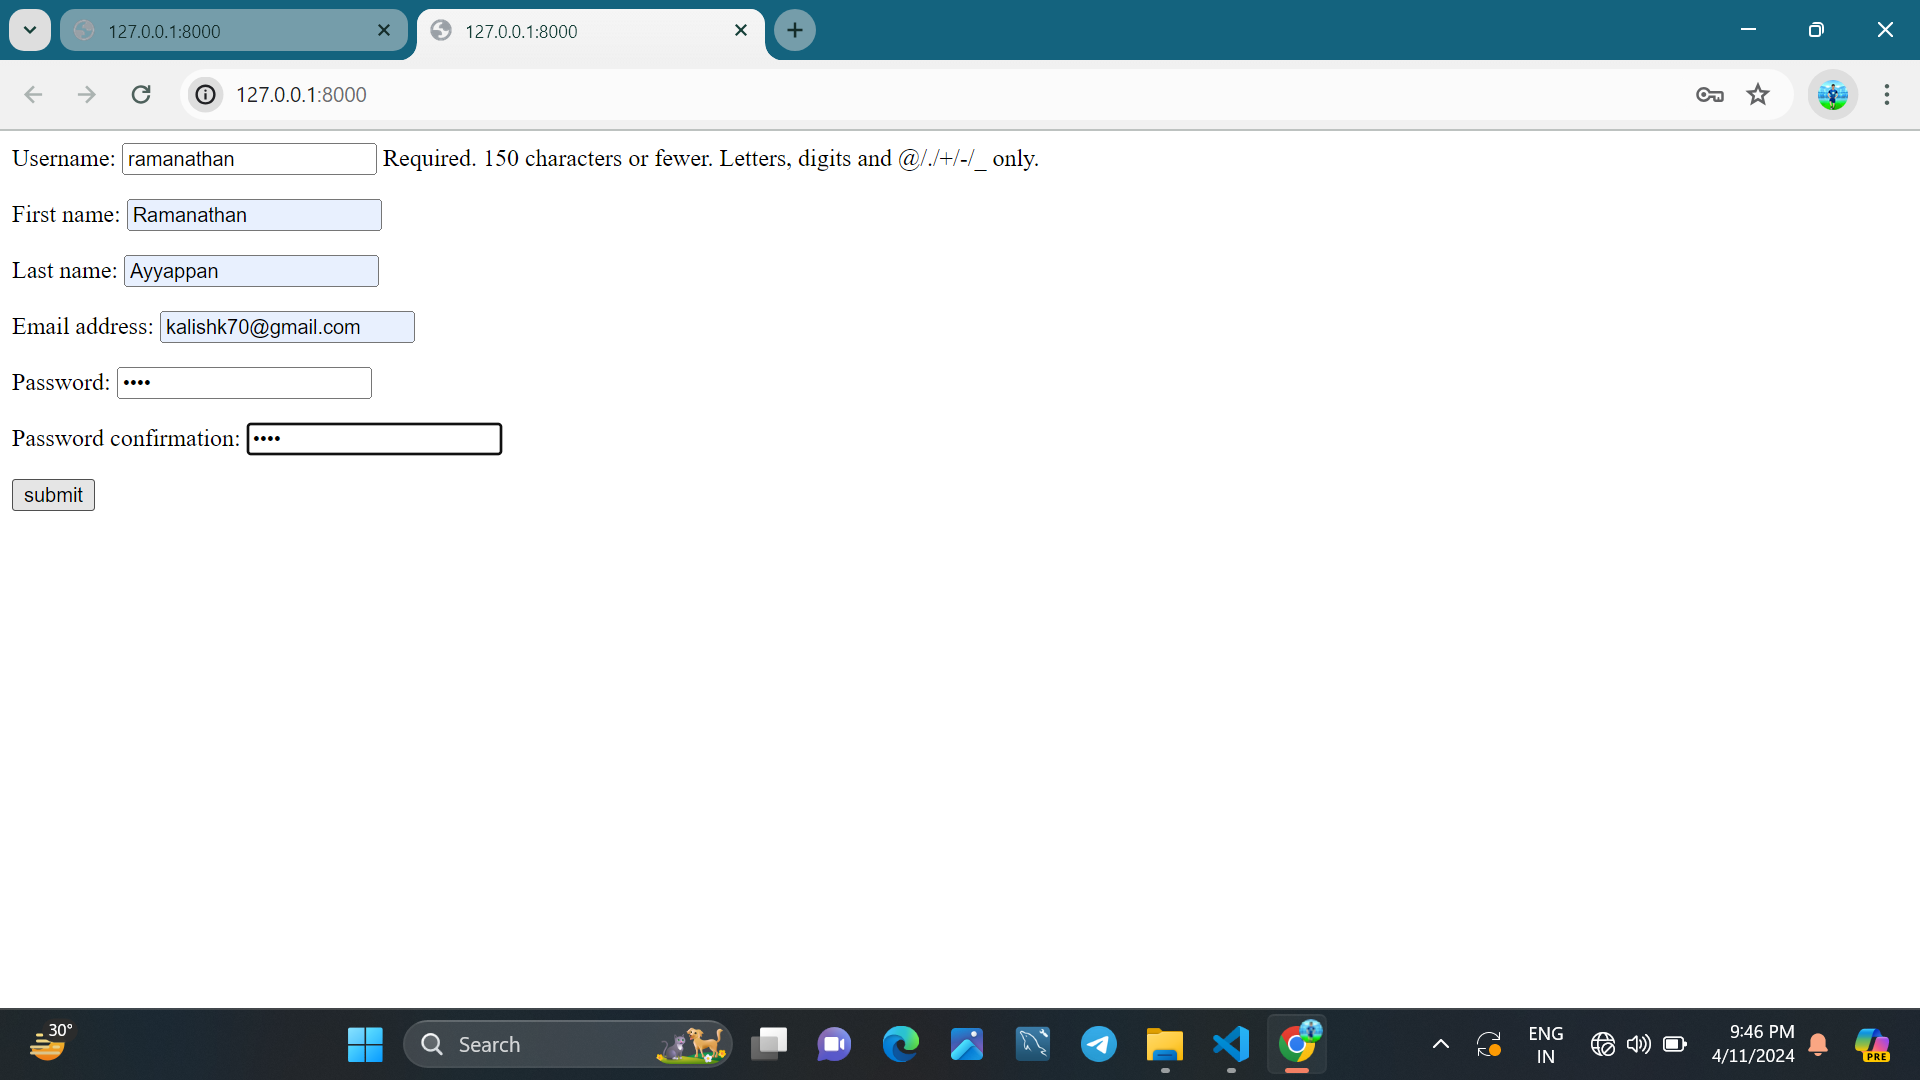 127.0.0.1:8000
127.0.0.1:8000
127.0.0.1:8000
Username: ramanathan Required. 150 characters or fewer. Letters, digits and @/./+/-/_ only.
First name: Ramanathan
Last name: Ayyappan
Email address: kalishk70@gmail.com
Password: ••••
Password confirmation: ••••
submit
30°
Search
ENG
IN
9:46 PM
4/11/2024
PRE